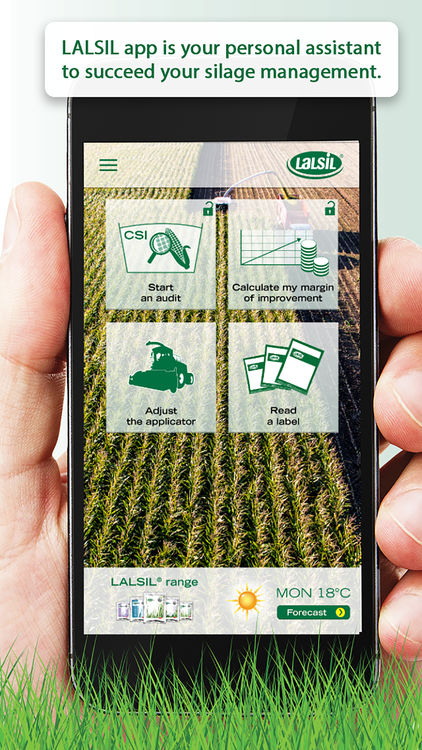 LALSIL app is your personal assistant
to succeed your silage management.
LALSIL®
CSI
Start
an audit
Calculate my margin
of improvement
Adjust
the applicator
Read
a label
LALSIL® range
MON 18°C
Forecast